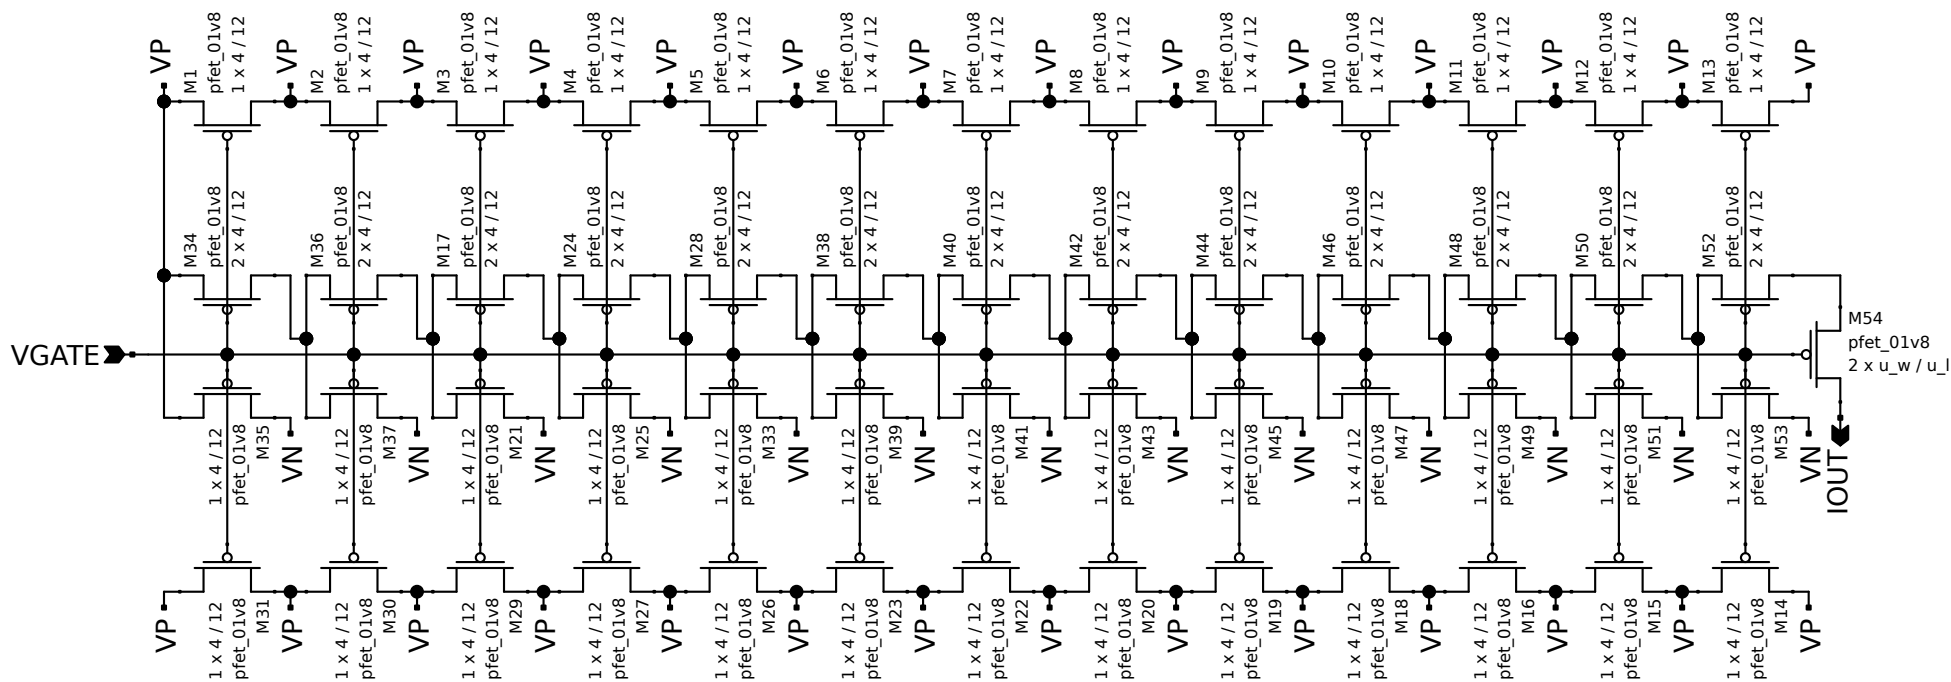 VP
M1
pfet_01v8
1 x 4 / 12
VP
M2
pfet_01v8
1 x 4 / 12
VP
M3
pfet_01v8
1 x 4 / 12
VP
M4
pfet_01v8
1 x 4 / 12
VP
M5
pfet_01v8
1 x 4 / 12
VP
M6
pfet_01v8
1 x 4 / 12
VP
M7
pfet_01v8
1 x 4 / 12
VP
M8
pfet_01v8
1 x 4 / 12
VP
M9
pfet_01v8
1 x 4 / 12
VP
M10
pfet_01v8
1 x 4 / 12
VP
M11
pfet_01v8
1 x 4 / 12
VP
M12
pfet_01v8
1 x 4 / 12
VP
M13
pfet_01v8
1 x 4 / 12
VP
M34
pfet_01v8
2 x 4 / 12
M36
pfet_01v8
2 x 4 / 12
M17
pfet_01v8
2 x 4 / 12
M24
pfet_01v8
2 x 4 / 12
M28
pfet_01v8
2 x 4 / 12
M38
pfet_01v8
2 x 4 / 12
M40
pfet_01v8
2 x 4 / 12
M42
pfet_01v8
2 x 4 / 12
M44
pfet_01v8
2 x 4 / 12
M46
pfet_01v8
2 x 4 / 12
M48
pfet_01v8
2 x 4 / 12
M50
pfet_01v8
2 x 4 / 12
M52
pfet_01v8
2 x 4 / 12
M54
pfet_01v8
2 x u_w / u_l
VGATE
1 x 4 / 12
pfet_01v8
M35
VN
1 x 4 / 12
pfet_01v8
M37
VN
1 x 4 / 12
pfet_01v8
M21
VN
1 x 4 / 12
pfet_01v8
M25
VN
1 x 4 / 12
pfet_01v8
M33
VN
1 x 4 / 12
pfet_01v8
M39
VN
1 x 4 / 12
pfet_01v8
M41
VN
1 x 4 / 12
pfet_01v8
M43
VN
1 x 4 / 12
pfet_01v8
M45
VN
1 x 4 / 12
pfet_01v8
M47
VN
1 x 4 / 12
pfet_01v8
M49
VN
1 x 4 / 12
pfet_01v8
M51
VN
1 x 4 / 12
pfet_01v8
M53
VN
IOUT
VP
1 x 4 / 12
pfet_01v8
M31
VP
1 x 4 / 12
pfet_01v8
M30
VP
1 x 4 / 12
pfet_01v8
M29
VP
1 x 4 / 12
pfet_01v8
M27
VP
1 x 4 / 12
pfet_01v8
M26
VP
1 x 4 / 12
pfet_01v8
M23
VP
1 x 4 / 12
pfet_01v8
M22
VP
1 x 4 / 12
pfet_01v8
M20
VP
1 x 4 / 12
pfet_01v8
M19
VP
1 x 4 / 12
pfet_01v8
M18
VP
1 x 4 / 12
pfet_01v8
M16
VP
1 x 4 / 12
pfet_01v8
M15
VP
1 x 4 / 12
pfet_01v8
M14
VP